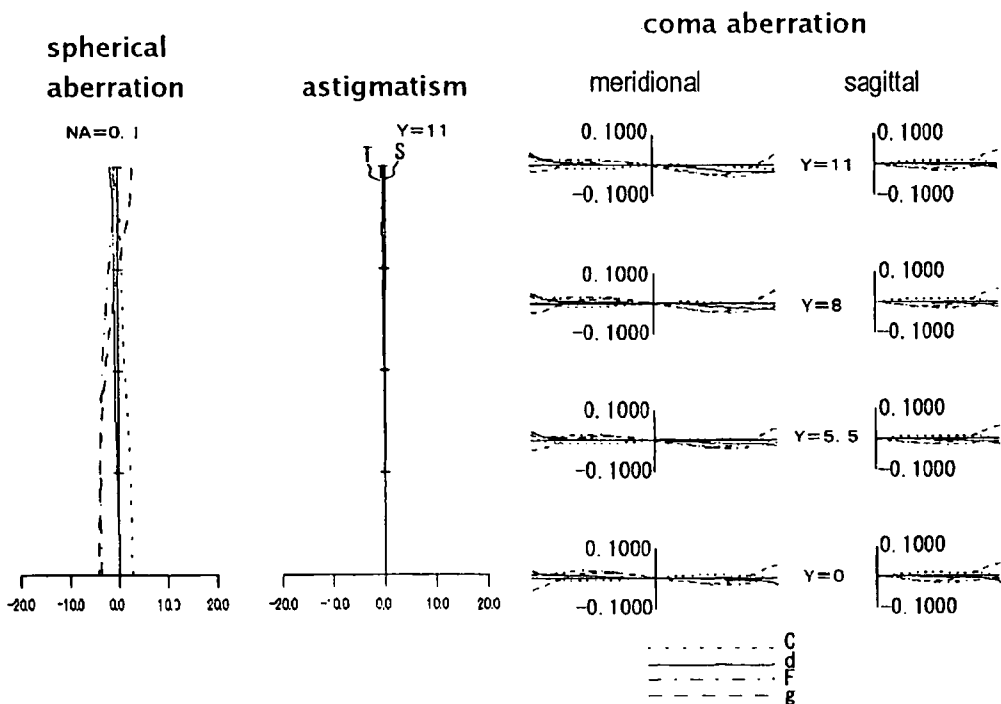 spherical
aberration
NA=0.1
-20.0 -10.0 0.0 10.0 20.0
astigmatism
Y=11
T S
-20.0 -10.0 0.0 10.0 20.0
coma aberration
meridional sagittal
0.1000 0.1000
Y=11
-0.1000 -0.1000
0.1000 0.1000
Y=8
-0.1000 -0.1000
0.1000 0.1000
Y=5.5
-0.1000 -0.1000
0.1000 0.1000
Y=0
-0.1000 -0.1000
C
d
F
g